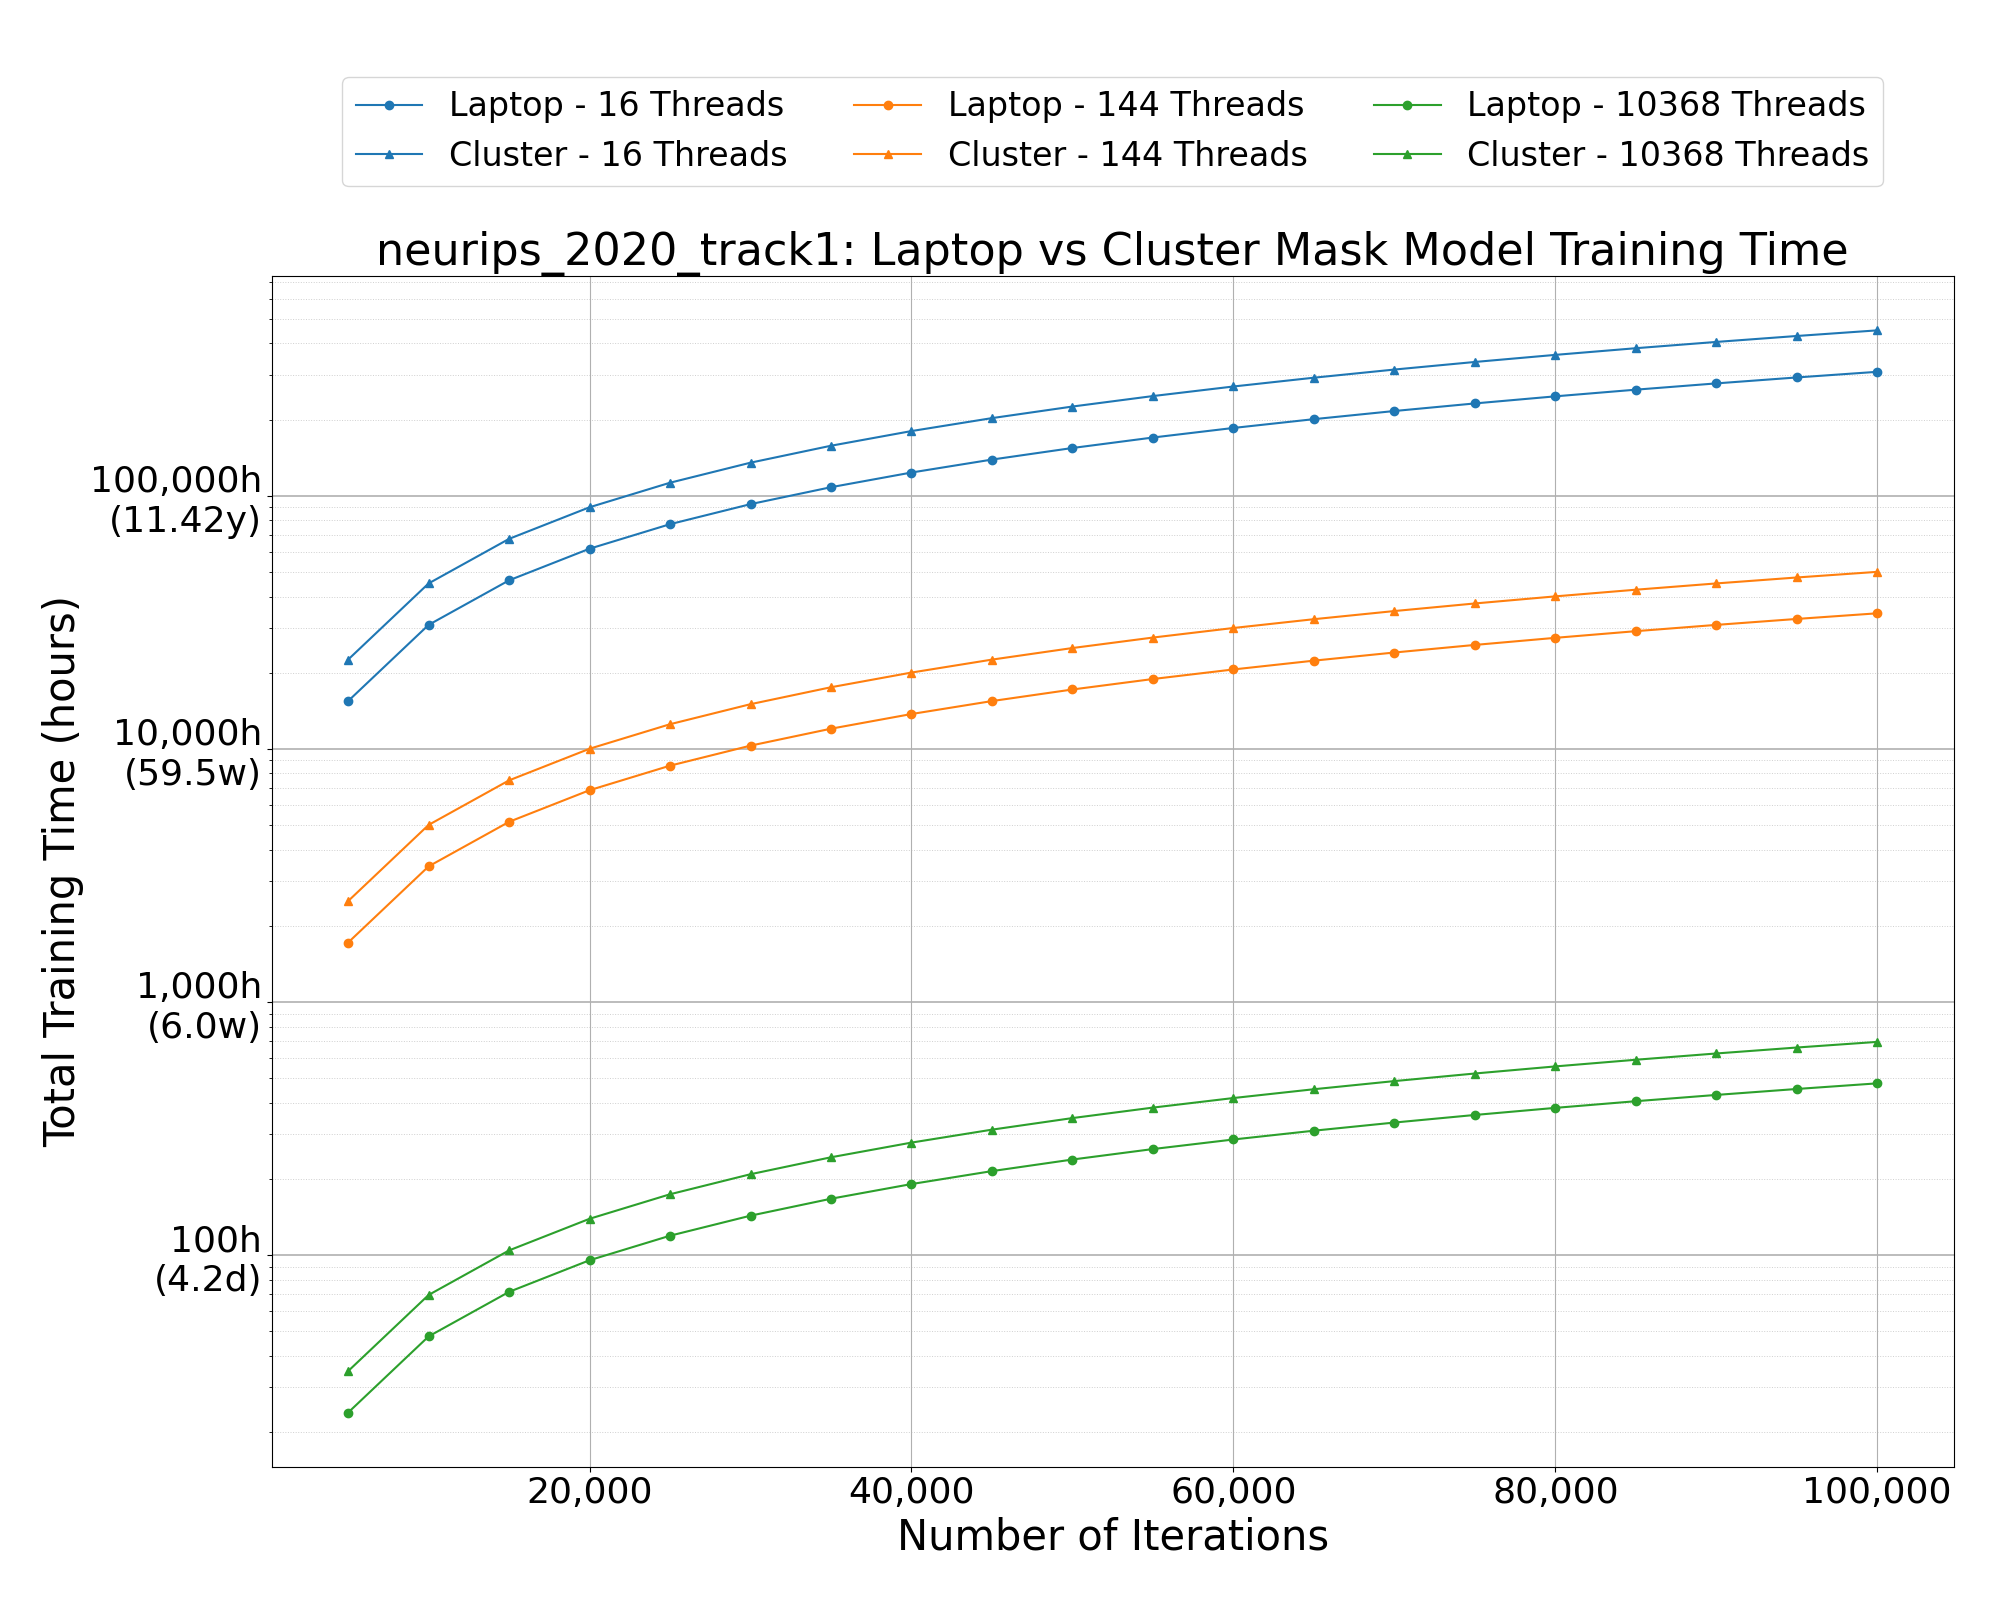 Laptop - 16 Threads
Cluster - 16 Threads
Laptop - 144 Threads
Cluster - 144 Threads
Laptop - 10368 Threads
Cluster - 10368 Threads
neurips_2020_track1: Laptop vs Cluster Mask Model Training Time
Total Training Time (hours)
100,000h
(11.42y)
10,000h
(59.5w)
1,000h
(6.0w)
100h
(4.2d)
20,000
40,000
60,000
80,000
100,000
Number of Iterations